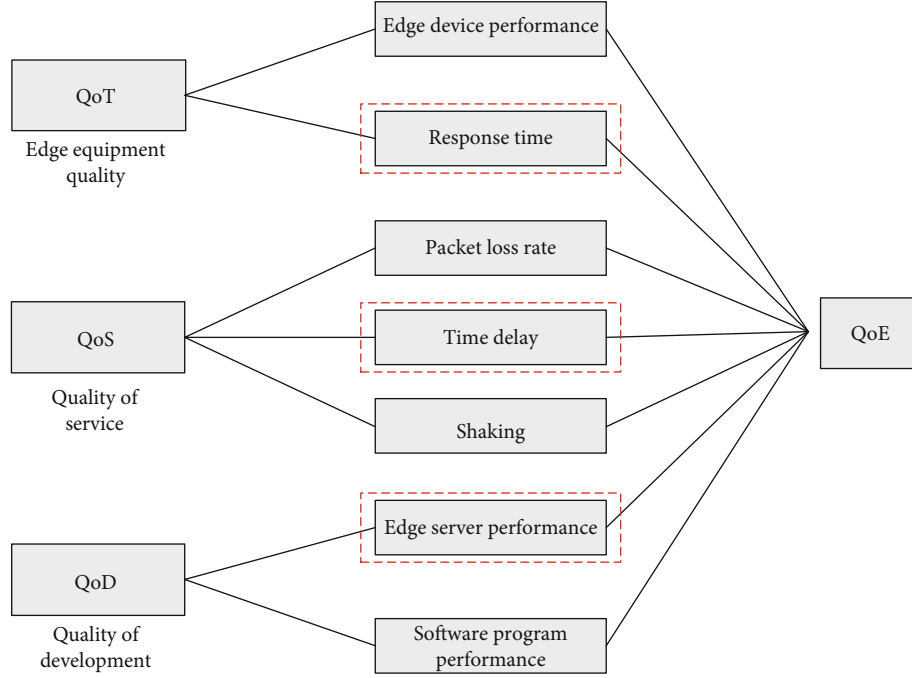 QoT
Edge equipment
quality
QoS
Quality of
service
QoD
Quality of
development
Edge device performance
Response time
Packet loss rate
Time delay
Shaking
Edge server performance
Software program
performance
QoE